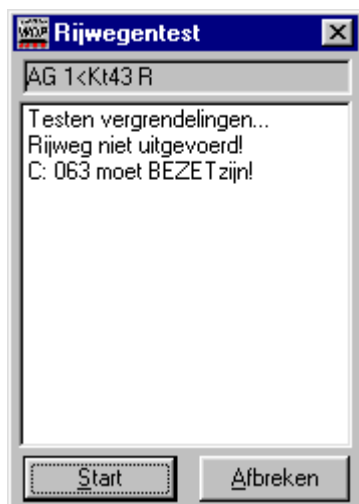 Rijwegentest
AG 1<Kt43 R
Testen vergrendelingen...
Rijweg niet uitgevoerd!
C: 063 moet BEZETzijn!
Start
Afbreken